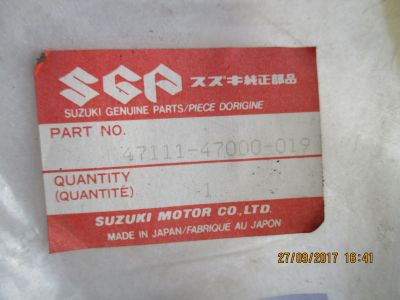 SGP スズキ純正部品
SUZUKI GENUINE PARTS/PIECE DORIGINE
PART NO.
47111-47000-019
QUANTITY
(QUANTITÉ) 1
SUZUKI MOTOR CO., LTD.
MADE IN JAPAN/FABRIQUÉ AU JAPON
27/09/2017 16:41